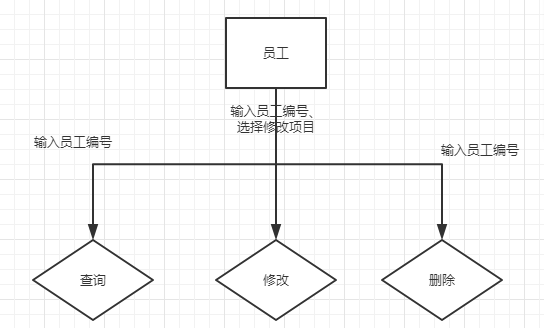 员工
输入员工编号、
选择修改项目
输入员工编号
输入员工编号
查询
修改
删除